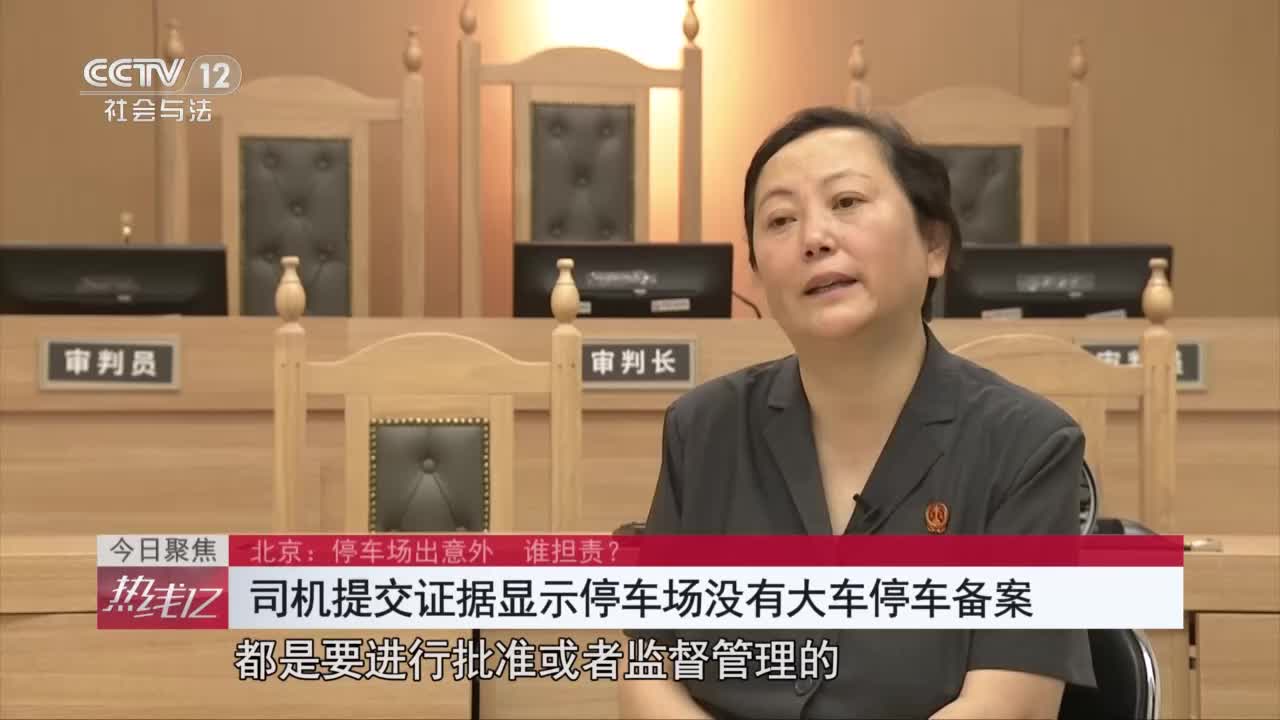 CCTV 12
社会与法
审判员
审判长
审判员
今日聚焦
北京：停车场出意外 谁担责？
热线12
司机提交证据显示停车场没有大车停车备案
都是要进行批准或者监督管理的